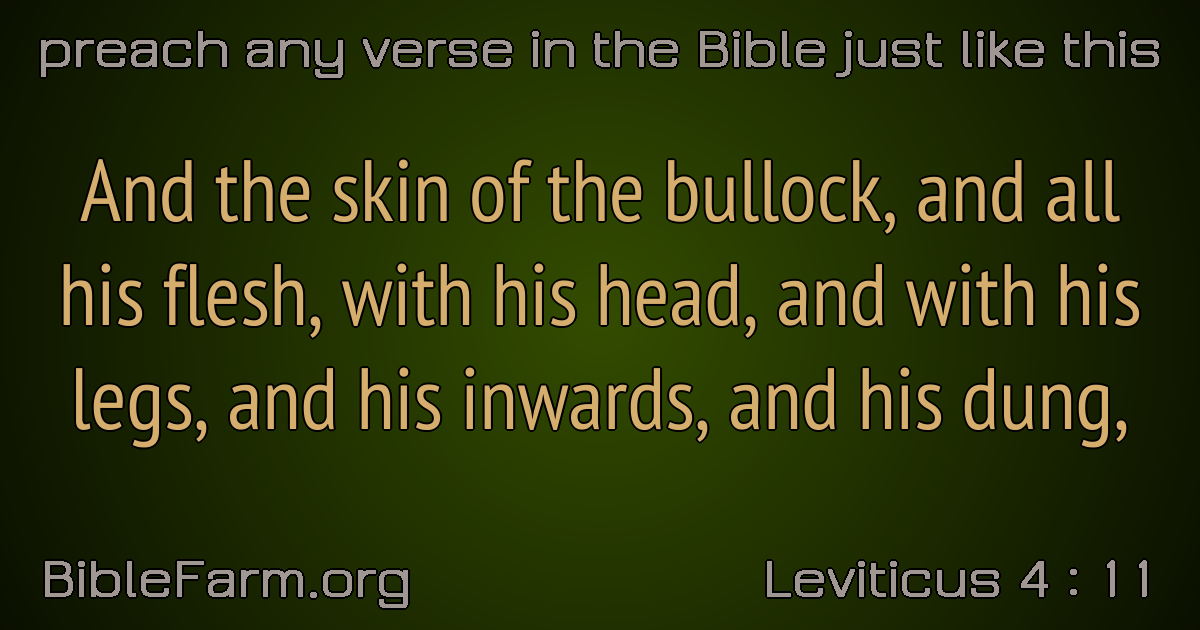 preach any verse in the Bible just like this
And the skin of the bullock, and all
his flesh, with his head, and with his
legs, and his inwards, and his dung,
BibleFarm.org
Leviticus 4 : 11